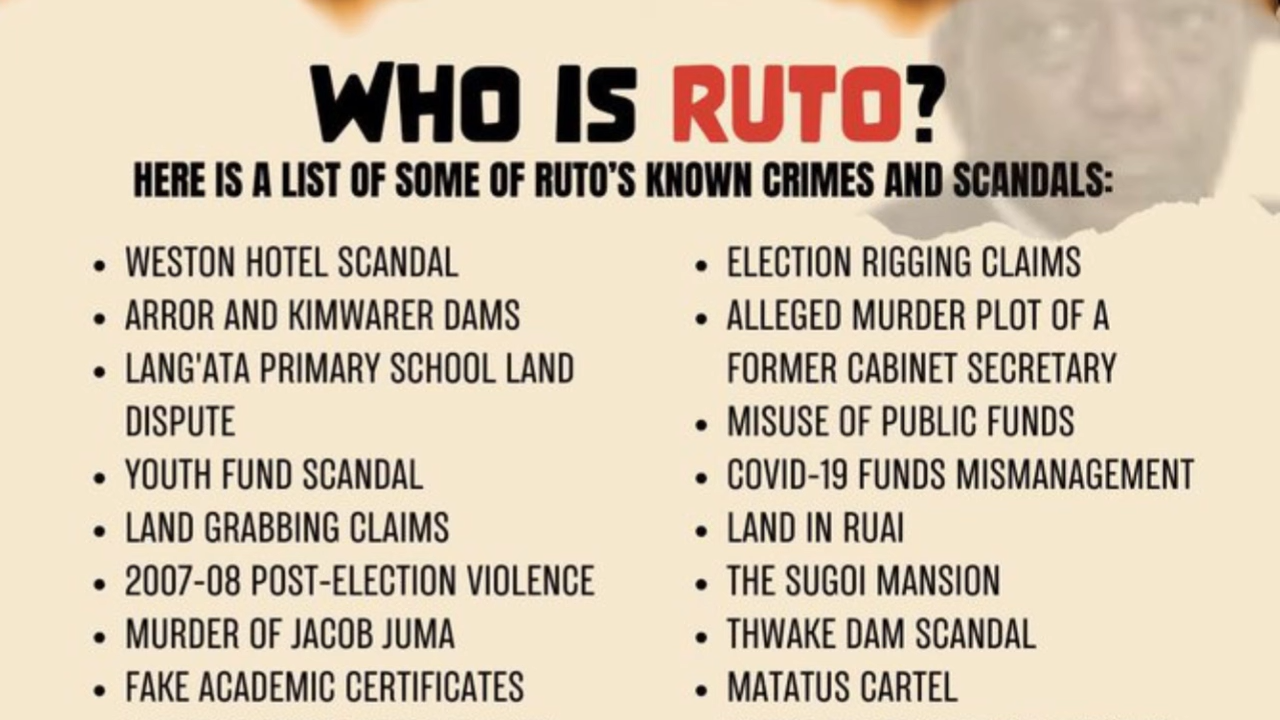 WHO IS RUTO?
HERE IS A LIST OF SOME OF RUTO'S KNOWN CRIMES AND SCANDALS:
• WESTON HOTEL SCANDAL
• ARROR AND KIMWARER DAMS
• LANG'ATA PRIMARY SCHOOL LAND
DISPUTE
• YOUTH FUND SCANDAL
• LAND GRABBING CLAIMS
• 2007-08 POST-ELECTION VIOLENCE
• MURDER OF JACOB JUMA
• FAKE ACADEMIC CERTIFICATES
• ELECTION RIGGING CLAIMS
• ALLEGED MURDER PLOT OF A
FORMER CABINET SECRETARY
• MISUSE OF PUBLIC FUNDS
• COVID-19 FUNDS MISMANAGEMENT
• LAND IN RUAI
• THE SUGOI MANSION
• THWAKE DAM SCANDAL
• MATATUS CARTEL